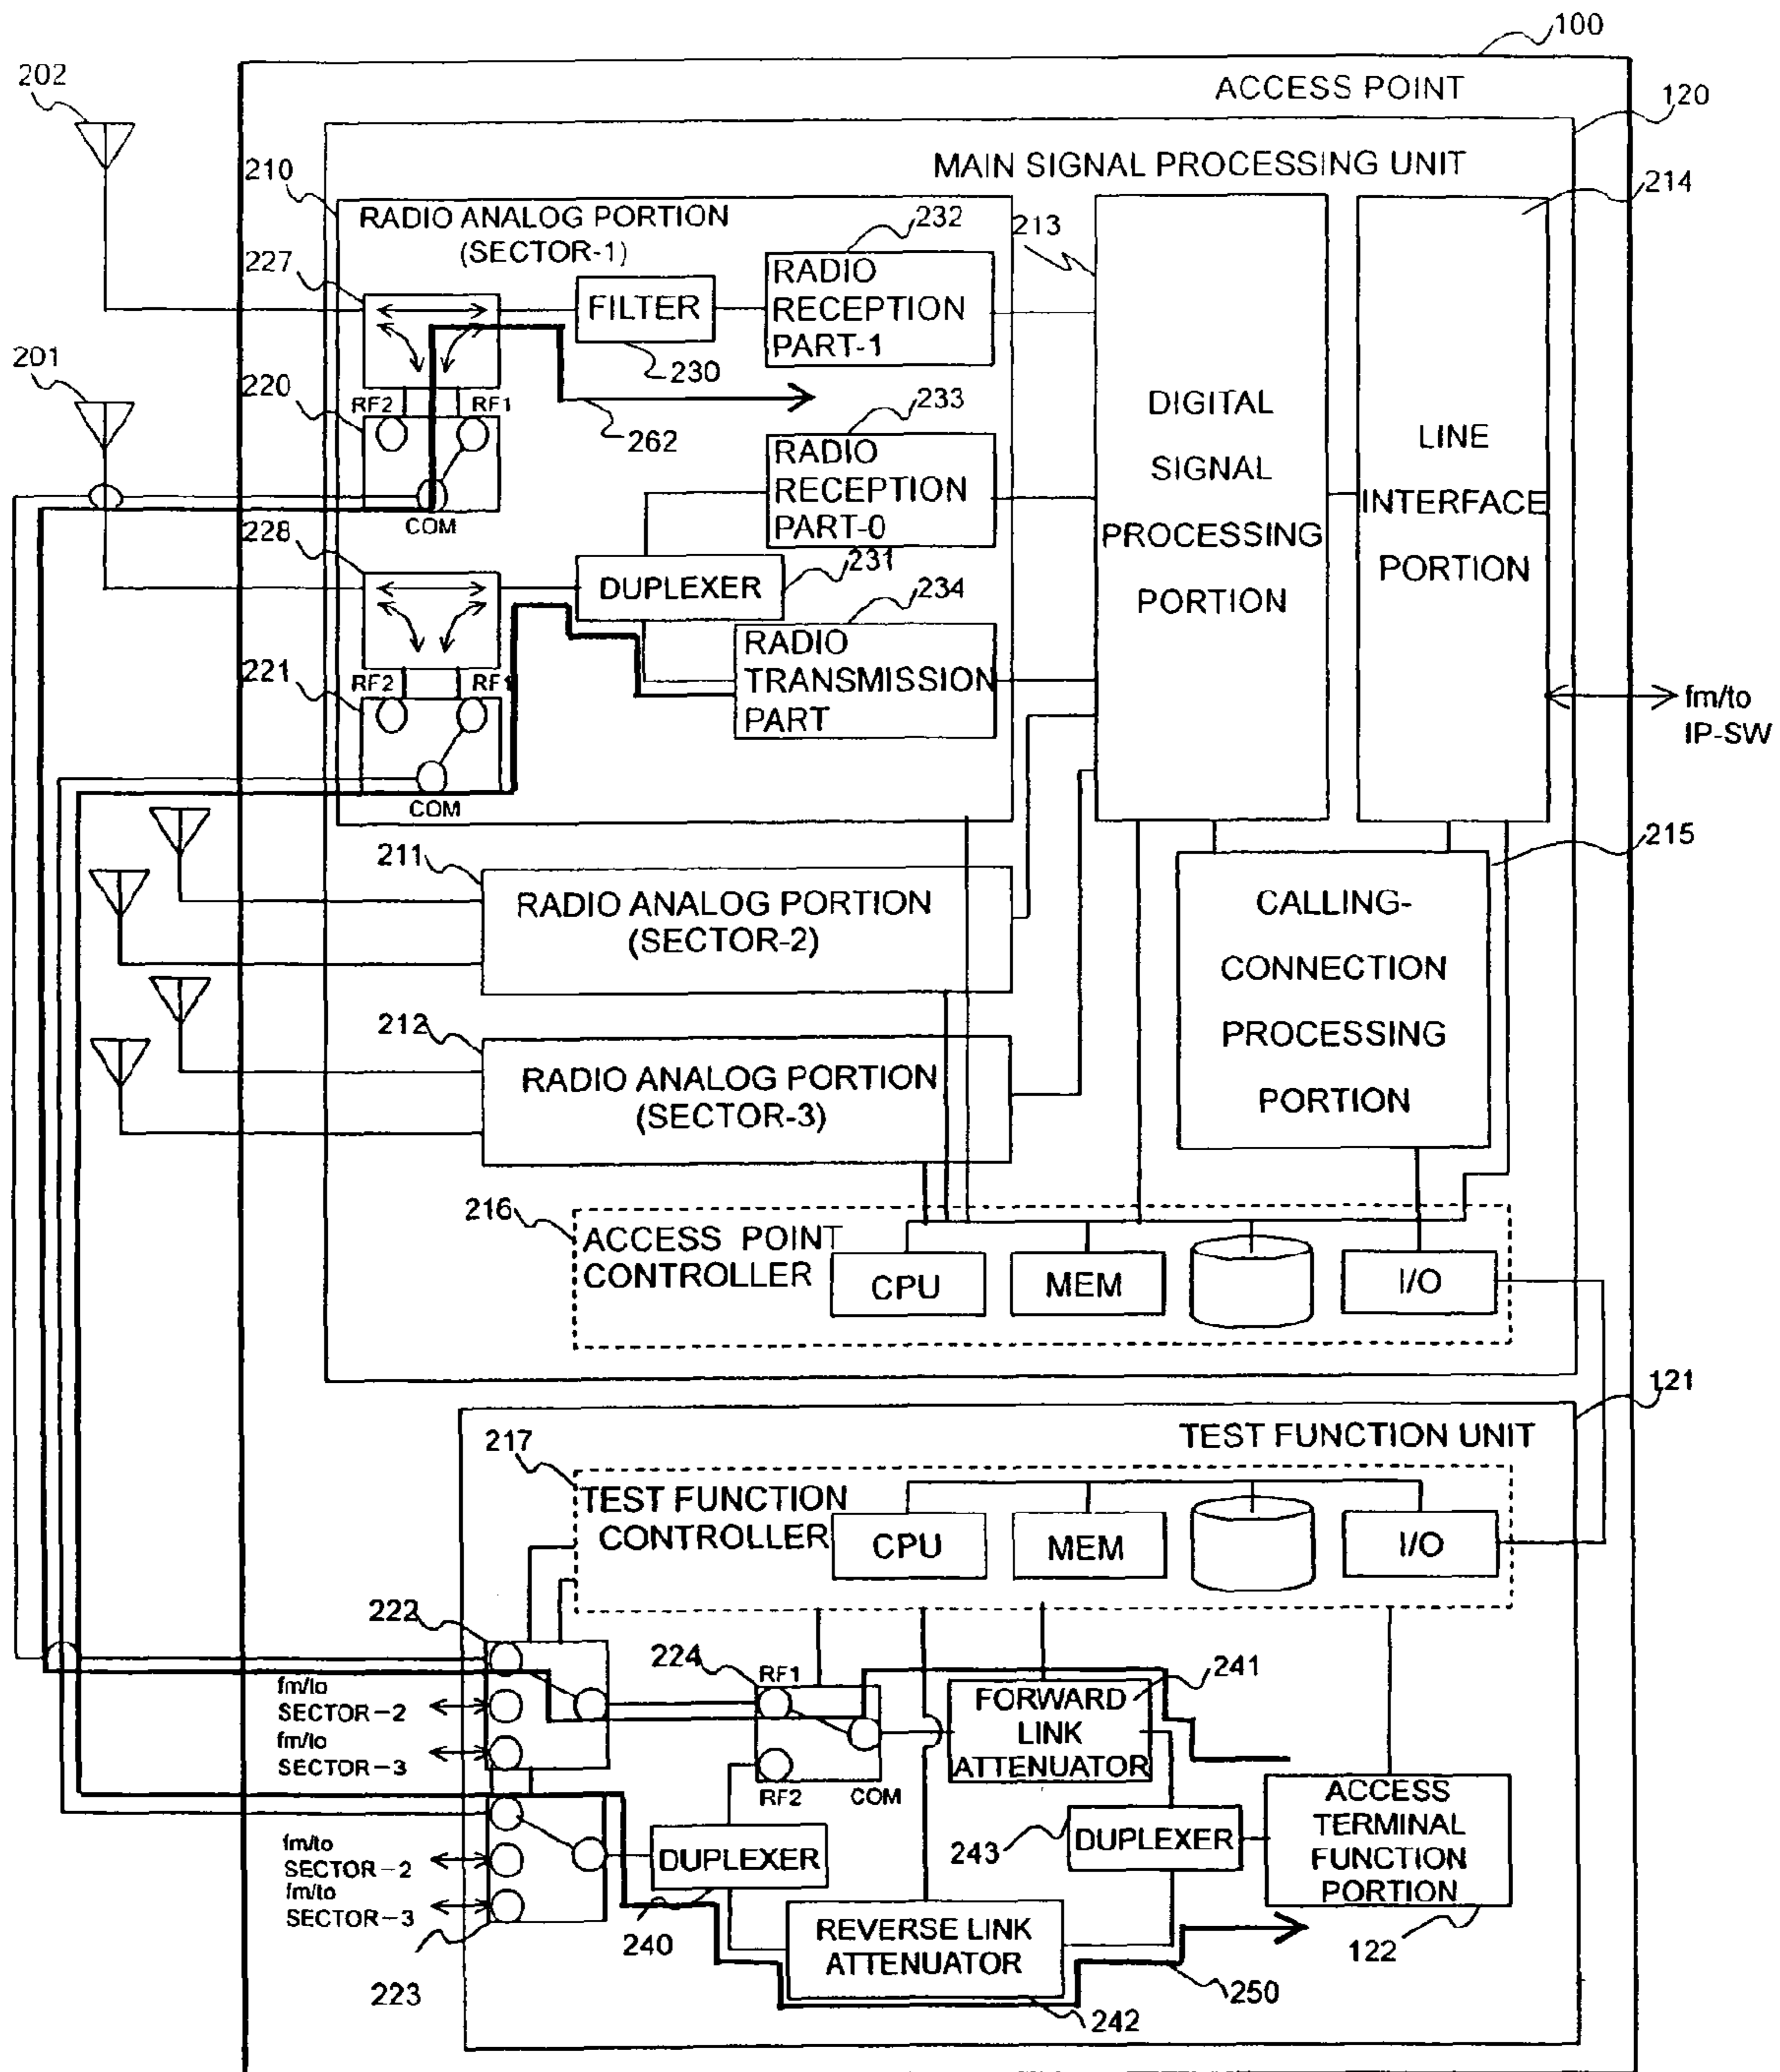 100
ACCESS POINT
202
120
MAIN SIGNAL PROCESSING UNIT
210
214
RADIO ANALOG PORTION
(SECTOR-1)
232
213
227
RADIO
RECEPTION
PART-1
FILTER
230
201
220
RF2
RF1
233
262
RADIO
RECEPTION
PART-0
COM
DIGITAL
SIGNAL
PROCESSING
PORTION
LINE
INTERFACE
PORTION
228
231
DUPLEXER
234
RADIO
TRANSMISSION
PART
221
RF2
RF1
fm/to
IP-SW
COM
211
215
RADIO ANALOG PORTION
(SECTOR-2)
CALLING-
CONNECTION
PROCESSING
PORTION
212
RADIO ANALOG PORTION
(SECTOR-3)
216
ACCESS POINT
CONTROLLER
CPU
MEM
I/O
121
TEST FUNCTION UNIT
217
TEST FUNCTION
CONTROLLER
CPU
MEM
I/O
222
224
RF1
241
fm/to
SECTOR-2
FORWARD
LINK
ATTENUATOR
fm/to
SECTOR-3
RF2
COM
ACCESS
TERMINAL
FUNCTION
PORTION
243
DUPLEXER
DUPLEXER
fm/to
SECTOR-2
fm/to
SECTOR-3
240
REVERSE LINK
ATTENUATOR
122
223
250
242